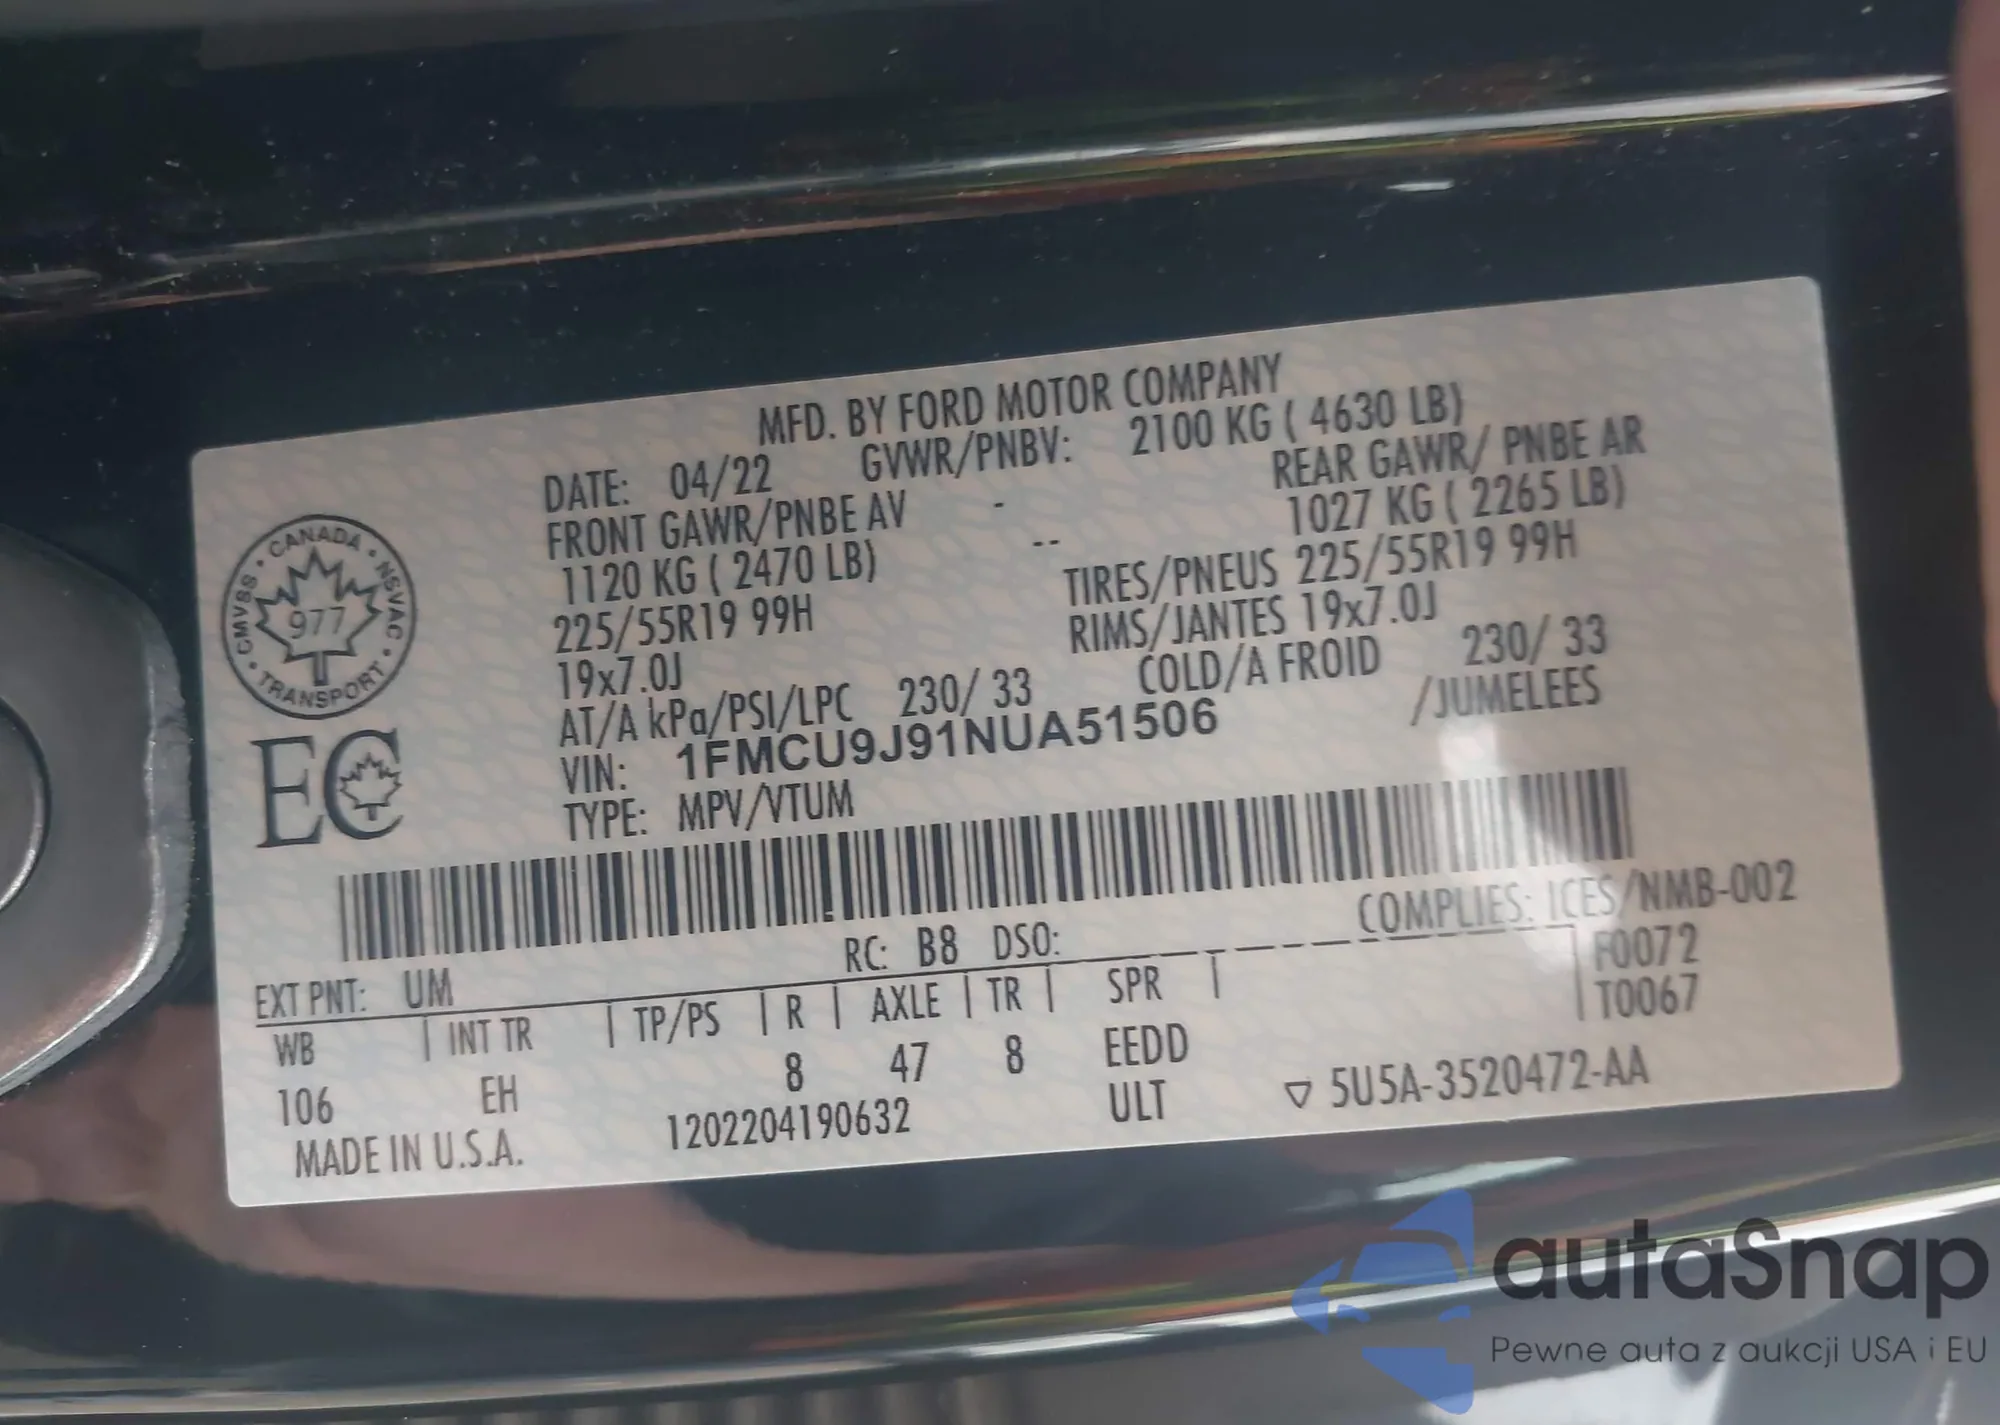 MFD. BY FORD MOTOR COMPANY
DATE: 04/22 GVWR/PNBV: 2100 KG ( 4630 LB)
FRONT GAWR/PNBE AV - REAR GAWR/ PNBE AR
1120 KG ( 2470 LB) -- 1027 KG ( 2265 LB)
225/55R19 99H TIRES/PNEUS 225/55R19 99H
19x7.0J RIMS/JANTES 19x7.0J
AT/A kPa/PSI/LPC 230/ 33 COLD/A FROID 230/ 33
VIN: 1FMCU9J91NUA51506 /JUMELEES
TYPE: MPV/VTUM
CANADA • NSVAC • TRANSPORT • CMVSS •
977
EC
COMPLIES: ICES/NMB-002
EXT PNT: UM RC: B8 DSO: F0072
WB | INT TR | TP/PS | R | AXLE | TR | SPR | | T0067
106 EH 8 47 8 EEDD
MADE IN U.S.A. 1202204190632 ULT ▽ 5U5A-3520472-AA
autaSnap
Pewne auta z aukcji USA i EU